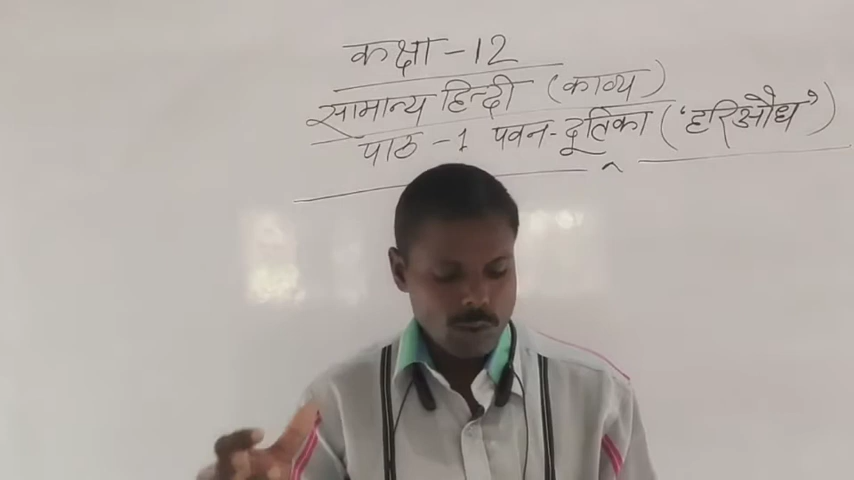 कक्षा - 12
सामान्य हिन्दी (काव्य)
पाठ - 1 पवन-दूतिका ('हरिऔध')